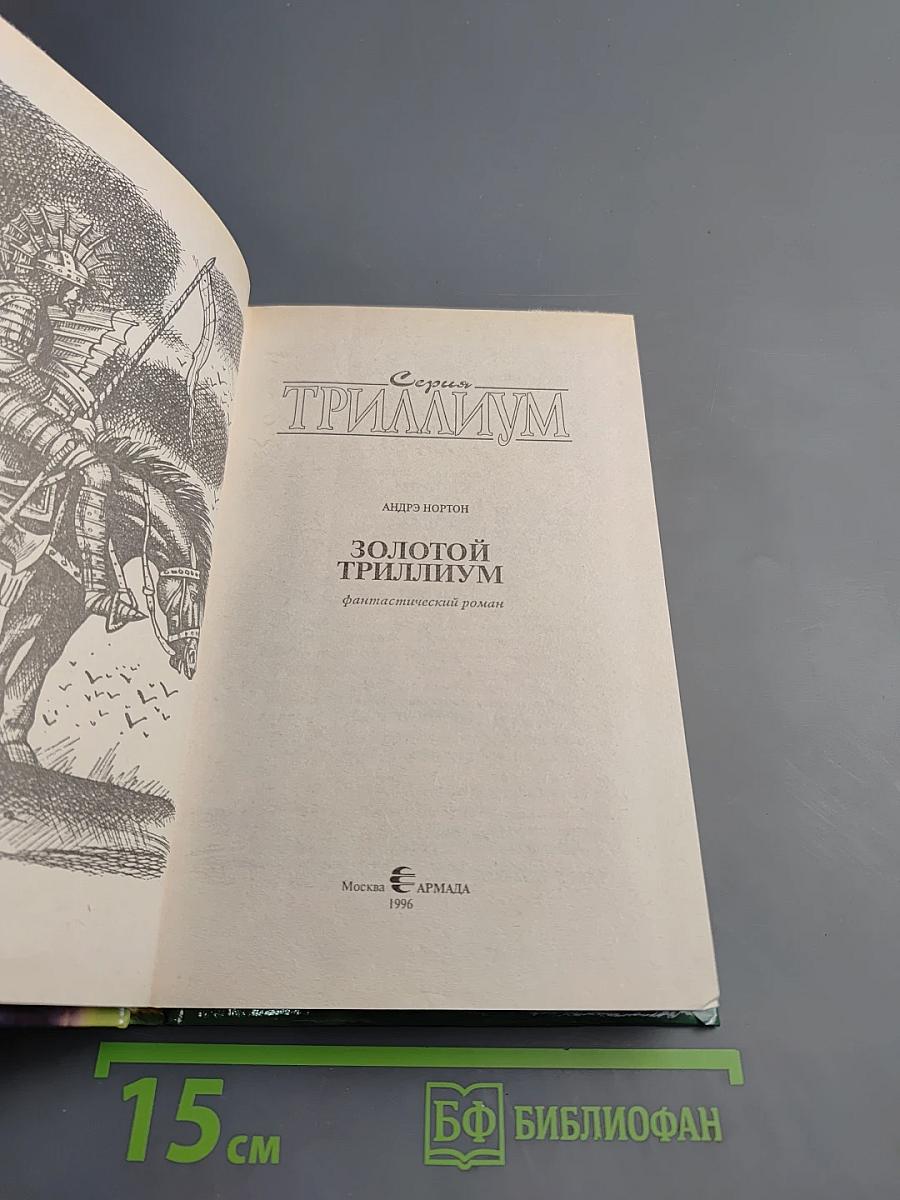 Серия
ТРИЛЛИУМ
АНДРЭ НОРТОН
ЗОЛОТОЙ
ТРИЛЛИУМ
фантастический роман
Москва АРМАДА
1996
15 СМ
БФ БИБЛИОФАН